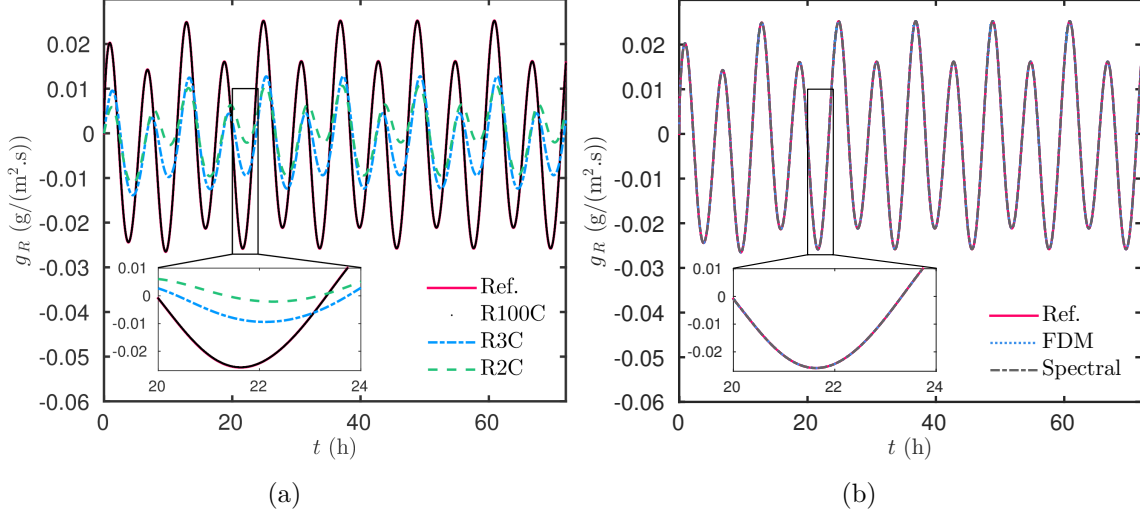 0.02
0.01
0
-0.01
-0.02
-0.03
-0.04
-0.05
-0.06
g_R (g/(m².s))
0 20 40 60
t (h)
0.01
0
-0.01
-0.02
20 22 24
Ref.
R100C
R3C
R2C
(a)
0.02
0.01
0
-0.01
-0.02
-0.03
-0.04
-0.05
-0.06
g_R (g/(m².s))
0 20 40 60
t (h)
0.01
0
-0.01
-0.02
20 22 24
Ref.
FDM
Spectral
(b)